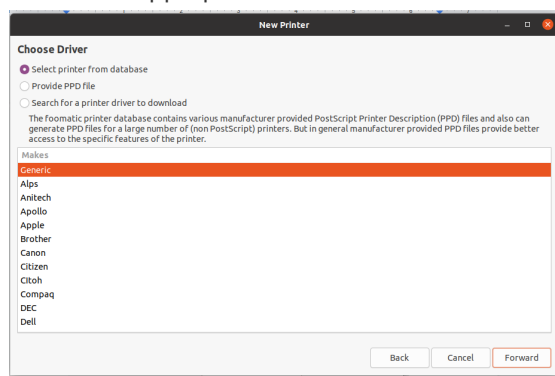 New Printer
Choose Driver
Select printer from database
Provide PPD file
Search for a printer driver to download
The foomatic printer database contains various manufacturer provided PostScript Printer Description (PPD) files and also can
generate PPD files for a large number of (non PostScript) printers. But in general manufacturer provided PPD files provide better
access to the specific features of the printer.
Makes
Generic
Alps
Anitech
Apollo
Apple
Brother
Canon
Citizen
CItoh
Compaq
DEC
Dell
Back Cancel Forward